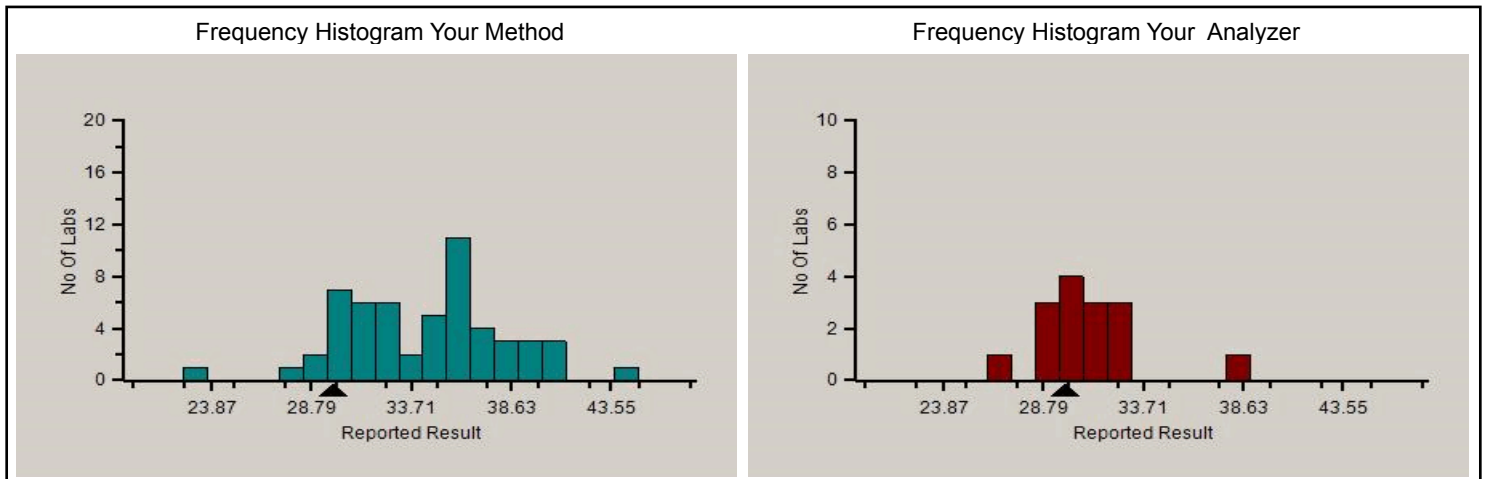 Frequency Histogram Your Method
20
16
12
8
4
0
No Of Labs
23.87 28.79 33.71 38.63 43.55
Reported Result
Frequency Histogram Your Analyzer
10
8
6
4
2
0
No Of Labs
23.87 28.79 33.71 38.63 43.55
Reported Result